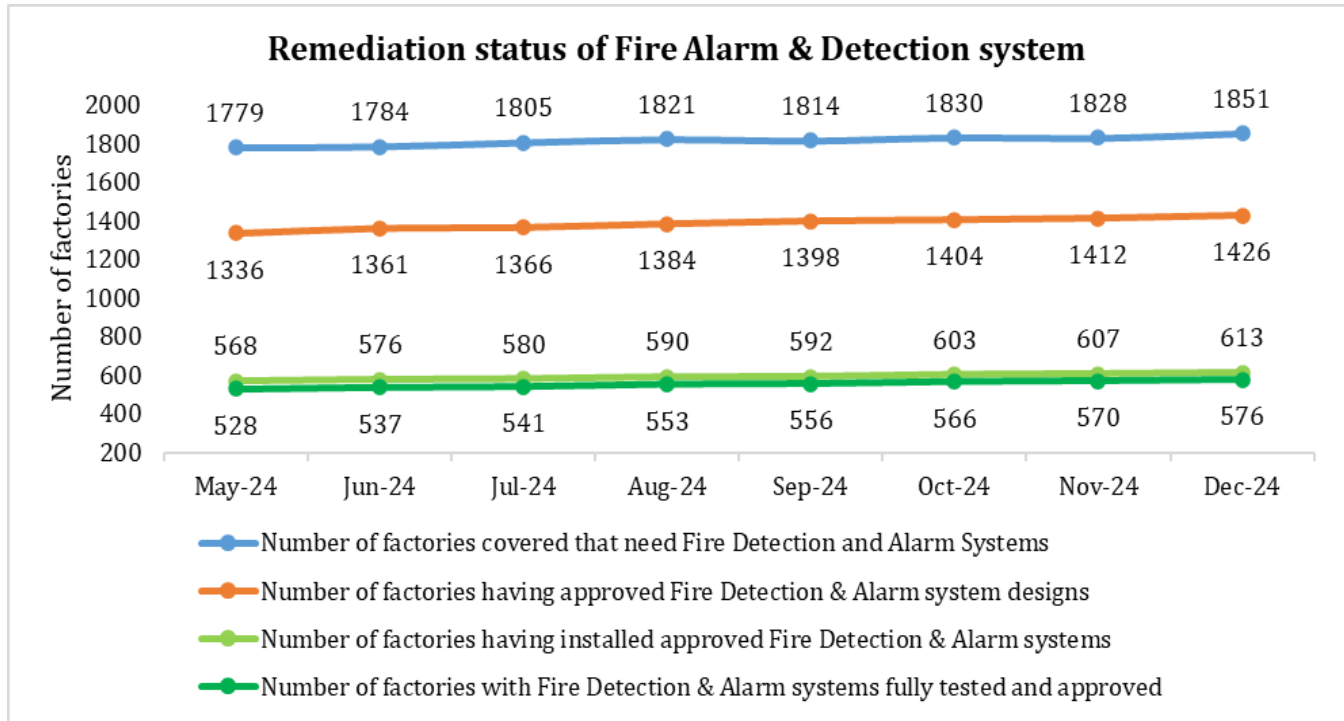 Remediation status of Fire Alarm & Detection system
Number of factories
2000
1800
1600
1400
1200
1000
800
600
400
200
1779 1784 1805 1821 1814 1830 1828 1851
1336 1361 1366 1384 1398 1404 1412 1426
568 576 580 590 592 603 607 613
528 537 541 553 556 566 570 576
May-24 Jun-24 Jul-24 Aug-24 Sep-24 Oct-24 Nov-24 Dec-24
Number of factories covered that need Fire Detection and Alarm Systems
Number of factories having approved Fire Detection & Alarm system designs
Number of factories having installed approved Fire Detection & Alarm systems
Number of factories with Fire Detection & Alarm systems fully tested and approved